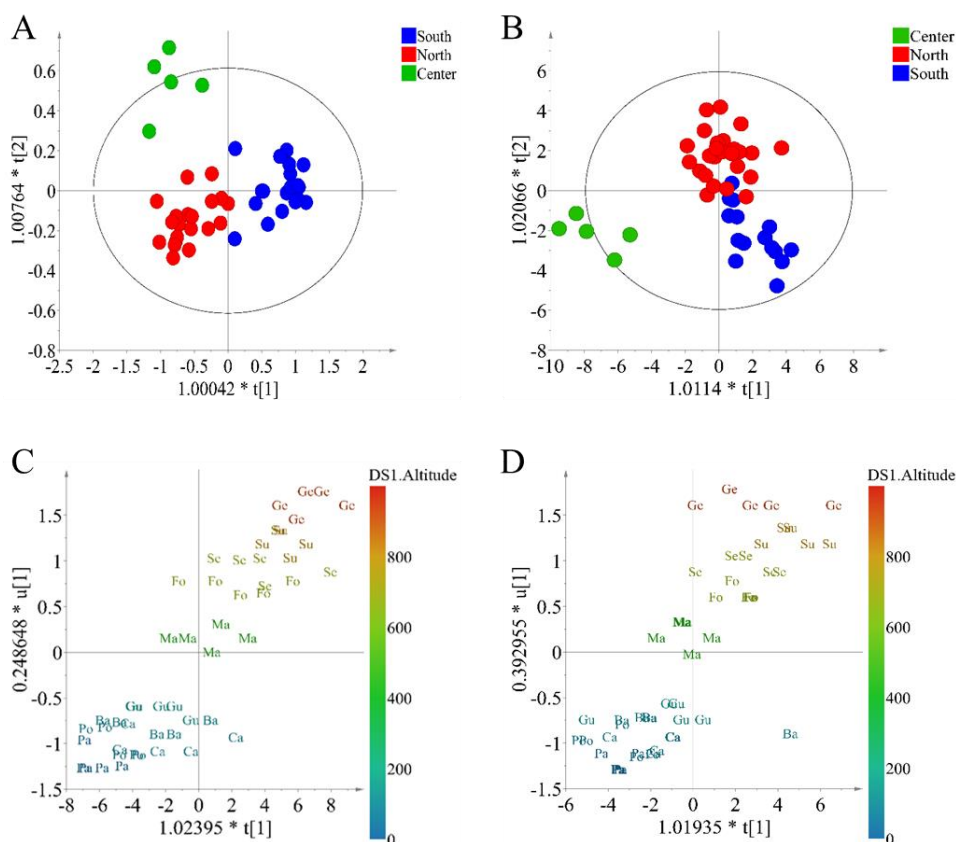 A
South
North
Center
0.6
0.4
0.2
0
-0.2
-0.4
-0.6
-0.8
-2.5 -2 -1.5 -1 -0.5 0 0.5 1 1.5 2
1.00764 * t[2]
1.00042 * t[1]
B
Center
North
South
8
6
4
2
0
-2
-4
-6
-8
-10 -8 -6 -4 -2 0 2 4 6 8
1.02066 * t[2]
1.0114 * t[1]
C
DS1.Altitude
1.5
1
0.5
0
-0.5
-1
-1.5
-8 -6 -4 -2 0 2 4 6 8
0.248648 * u[1]
1.02395 * t[1]
800
600
400
200
0
Ge Ge
Ge Ge
Ge
Su
Su Su
Su
Sc Sc Sc
Sc
Sc
Fo Fo Fo
Fo Fo
Ma
Ma Ma Ma
Ma
Gu Gu Gu
Gu Ba
Ba Ca
Po Po
Ba Ba
Ca
Pa
Ca Ca
Pa
Pa
D
DS1.Altitude
1.5
1
0.5
0
-0.5
-1
-1.5
-6 -4 -2 0 2 4 6
0.392955 * u[1]
1.01935 * t[1]
800
600
400
200
0
Ge
Ge Ge Ge Ge
Su
Su Su Su
Sc Sc
Sc Sc Sc
Fo
Fo
Ma
Ma Ma
Ma
Gu
Gu Gu Gu
Ba
Ca Ca
Pa